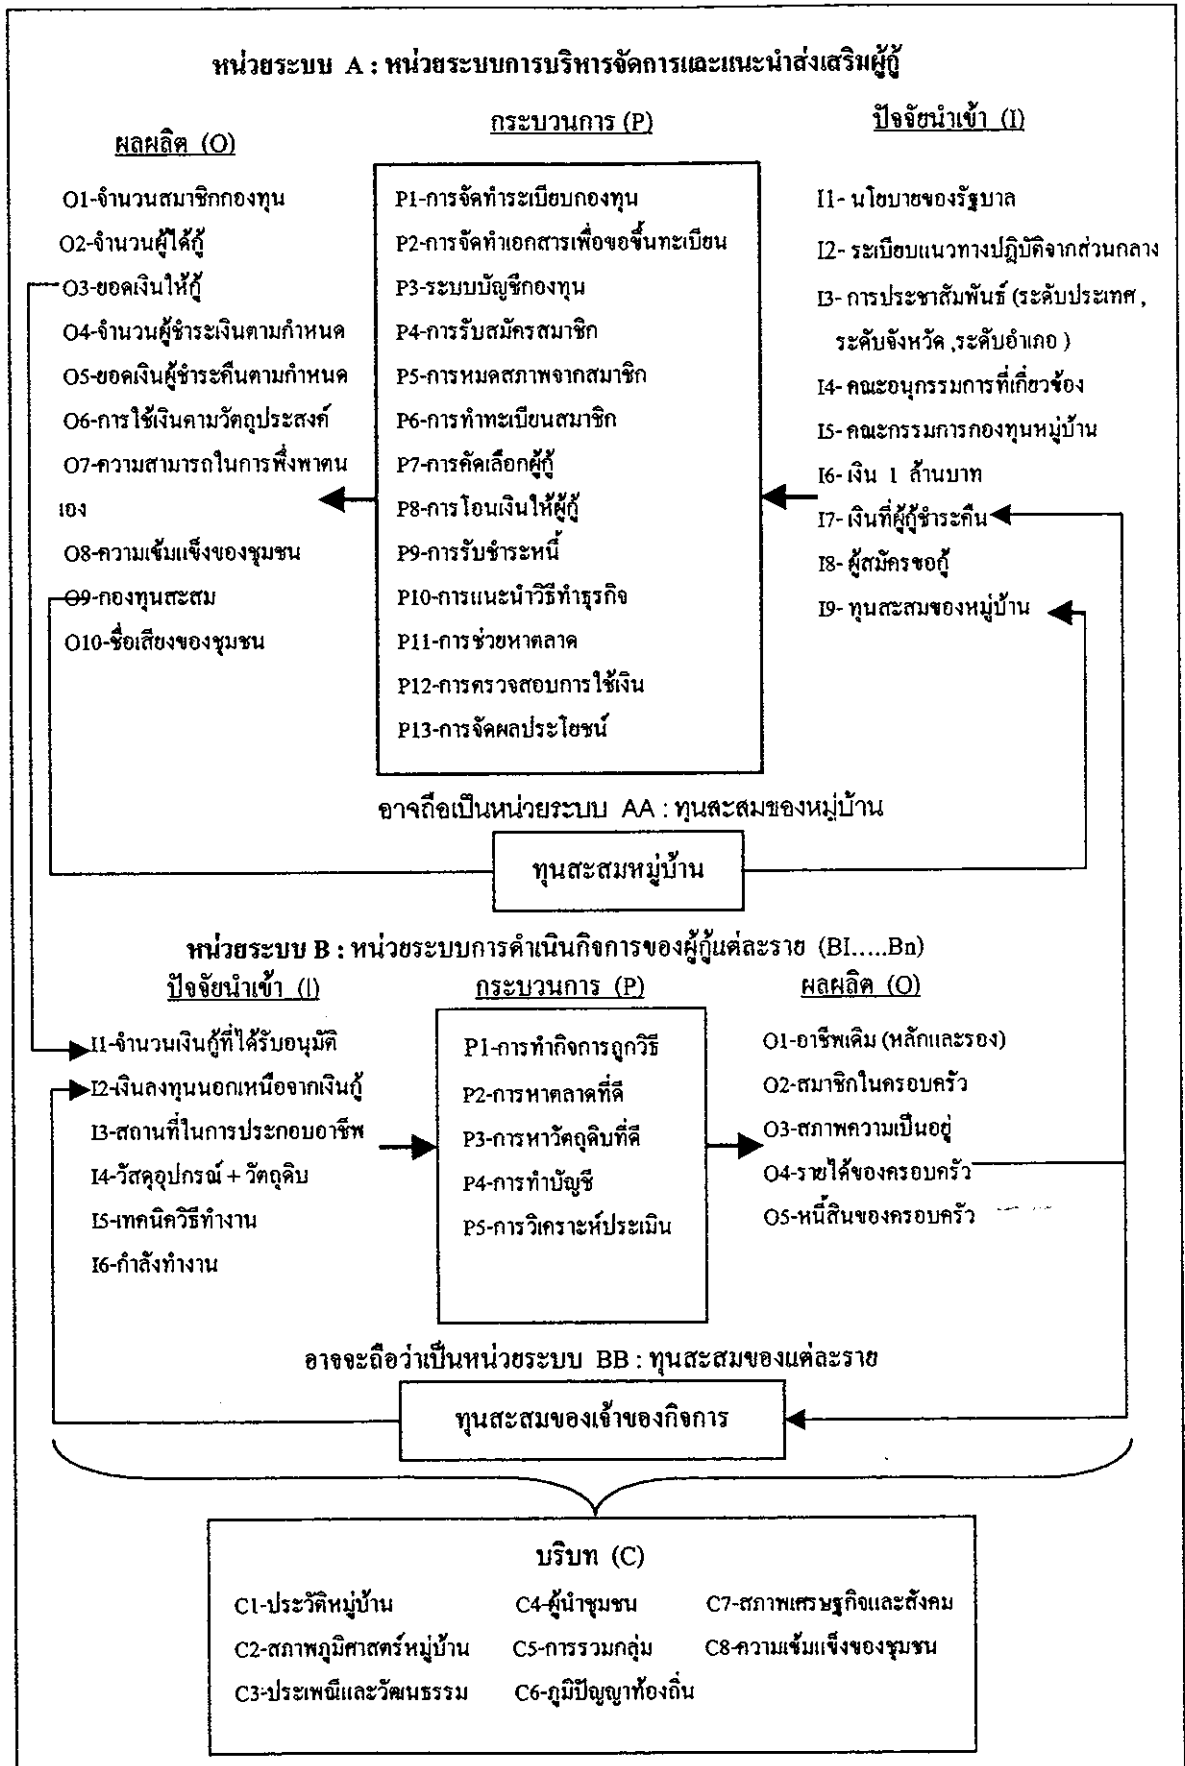 หน่วยระบบ A : หน่วยระบบการบริหารจัดการและแนะนำส่งเสริมผู้กู้
ผลผลิต (O)
O1-จำนวนสมาชิกกองทุน
O2-จำนวนผู้ได้กู้
O3-ยอดเงินให้กู้
O4-จำนวนผู้ชำระเงินตามกำหนด
O5-ยอดเงินผู้ชำระคืนตามกำหนด
O6-การใช้เงินตามวัตถุประสงค์
O7-ความสามารถในการพึ่งพาตน
เอง
O8-ความเข้มแข็งของชุมชน
O9-กองทุนสะสม
O10-ชื่อเสียงของชุมชน
กระบวนการ (P)
P1-การจัดทำระเบียบกองทุน
P2-การจัดทำเอกสารเพื่อขอขึ้นทะเบียน
P3-ระบบบัญชีกองทุน
P4-การรับสมัครสมาชิก
P5-การหมดสภาพจากสมาชิก
P6-การทำทะเบียนสมาชิก
P7-การคัดเลือกผู้กู้
P8-การโอนเงินให้ผู้กู้
P9-การรับชำระหนี้
P10-การแนะนำวิธีทำธุรกิจ
P11-การช่วยหาตลาด
P12-การตรวจสอบการใช้เงิน
P13-การจัดผลประโยชน์
ปัจจัยนำเข้า (I)
I1- นโยบายของรัฐบาล
I2- ระเบียบแนวทางปฏิบัติจากส่วนกลาง
I3- การประชาสัมพันธ์ (ระดับประเทศ ,
ระดับจังหวัด ,ระดับอำเภอ )
I4- คณะอนุกรรมการที่เกี่ยวข้อง
I5- คณะกรรมการกองทุนหมู่บ้าน
I6- เงิน 1 ล้านบาท
I7- เงินที่ผู้กู้ชำระคืน
I8- ผู้สมัครขอกู้
I9- ทุนสะสมของหมู่บ้าน
อาจถือเป็นหน่วยระบบ AA : ทุนสะสมของหมู่บ้าน
ทุนสะสมหมู่บ้าน
หน่วยระบบ B : หน่วยระบบการดำเนินกิจการของผู้กู้แต่ละราย (BI.....Bn)
ปัจจัยนำเข้า (I)
I1-จำนวนเงินกู้ที่ได้รับอนุมัติ
I2-เงินลงทุนนอกเหนือจากเงินกู้
I3-สถานที่ในการประกอบอาชีพ
I4-วัสดุอุปกรณ์ + วัตถุดิบ
I5-เทคนิควิธีทำงาน
I6-กำลังทำงาน
กระบวนการ (P)
P1-การทำกิจการถูกวิธี
P2-การหาตลาดที่ดี
P3-การหาวัตถุดิบที่ดี
P4-การทำบัญชี
P5-การวิเคราะห์ประเมิน
ผลผลิต (O)
O1-อาชีพเดิม (หลักและรอง)
O2-สมาชิกในครอบครัว
O3-สภาพความเป็นอยู่
O4-รายได้ของครอบครัว
O5-หนี้สินของครอบครัว
อาจจะถือว่าเป็นหน่วยระบบ BB : ทุนสะสมของแต่ละราย
ทุนสะสมของเจ้าของกิจการ
บริบท (C)
C1-ประวัติหมู่บ้าน
C2-สภาพภูมิศาสตร์หมู่บ้าน
C3-ประเพณีและวัฒนธรรม
C4-ผู้นำชุมชน
C5-การรวมกลุ่ม
C6-ภูมิปัญญาท้องถิ่น
C7-สภาพเศรษฐกิจและสังคม
C8-ความเข้มแข็งของชุมชน